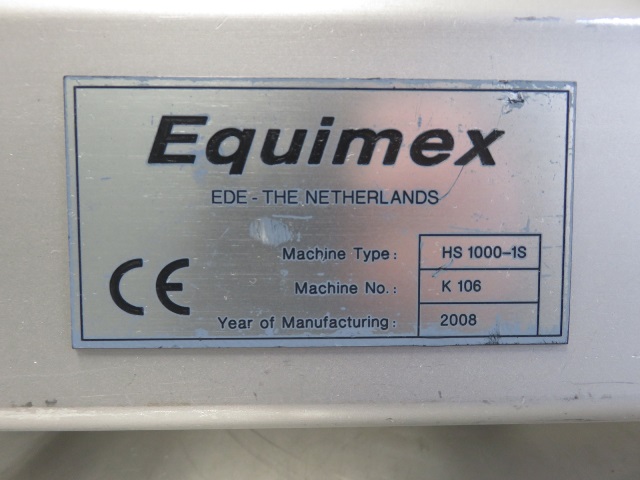 Equimex
EDE - THE NETHERLANDS
Machine Type: HS 1000-1S
Machine No.: K 106
Year of Manufacturing: 2008
CE